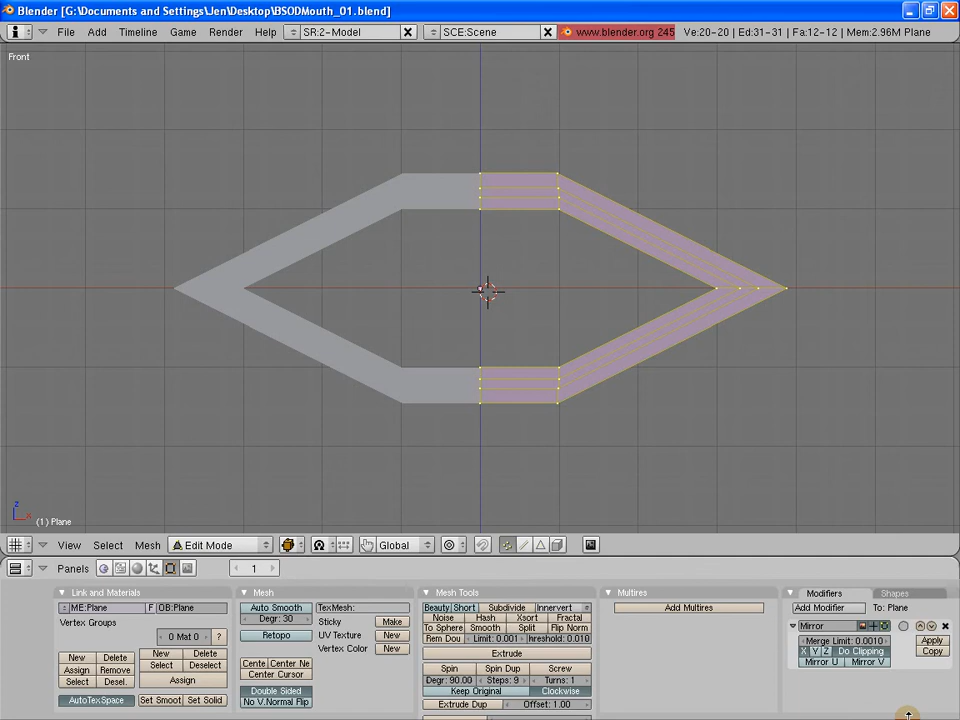 Blender [G:\Documents and Settings\Jen\Desktop\BSODMouth_01.blend]
File Add Timeline Game Render Help SR:2-Model SCE:Scene www.blender.org 245 Ve:20-20 | Ed:31-31 | Fa:12-12 | Mem:2.96M Plane
Front
z
x
(1) Plane
View Select Mesh Edit Mode Global
Panels 1
Link and Materials Mesh Mesh Tools Multires Modifiers Shapes
ME:Plane F OB:Plane Auto Smooth TexMesh: Beauty Short Subdivide Innervert Add Multires Add Modifier To: Plane
Vertex Groups Degr: 30 Make Noise Hash Xsort Fractal
0 Mat 0 ? Retopo Sticky To Sphere Smooth Split Flip Norm Mirror
UV Texture New Rem Dou Limit: 0.001 hreshold: 0.010 Merge Limit: 0.0010 Apply
Vertex Color New Extrude X Y Z Do Clipping Copy
New Delete New Delete Cente Center Ne Spin Spin Dup Screw Mirror U Mirror V
Assign Remove Select Deselect Center Cursor Degr: 90.00 Steps: 9 Turns: 1
Select Desel. Assign Double Sided Keep Original Clockwise
AutoTexSpace Set Smoot Set Solid No V.Normal Flip Extrude Dup Offset: 1.00